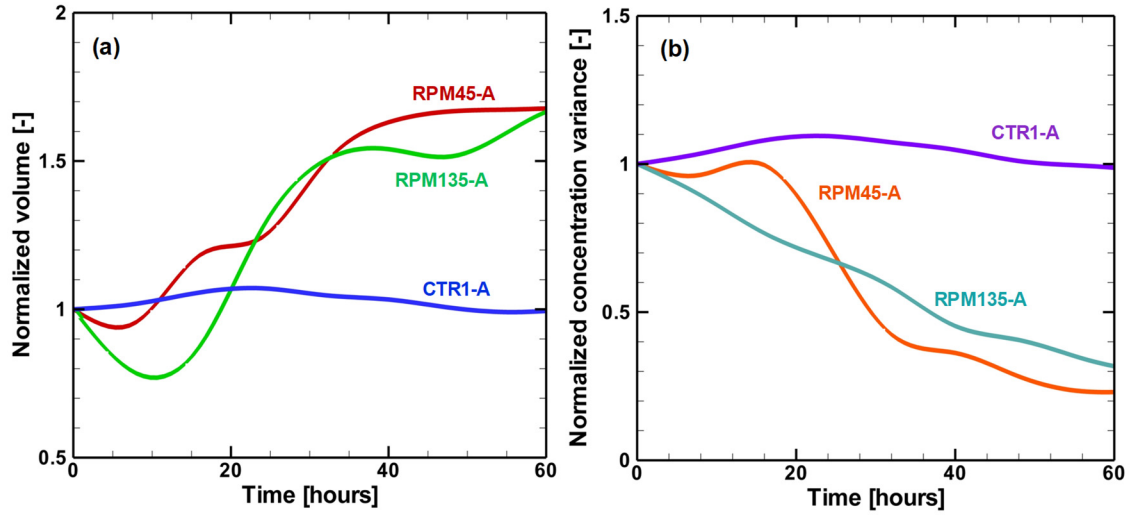 (a)
Normalized volume [-]
2
1.5
1
0.5
RPM45-A
RPM135-A
CTR1-A
0
20
40
60
Time [hours]
(b)
Normalized concentration variance [-]
1.5
1
0.5
0
CTR1-A
RPM45-A
RPM135-A
0
20
40
60
Time [hours]